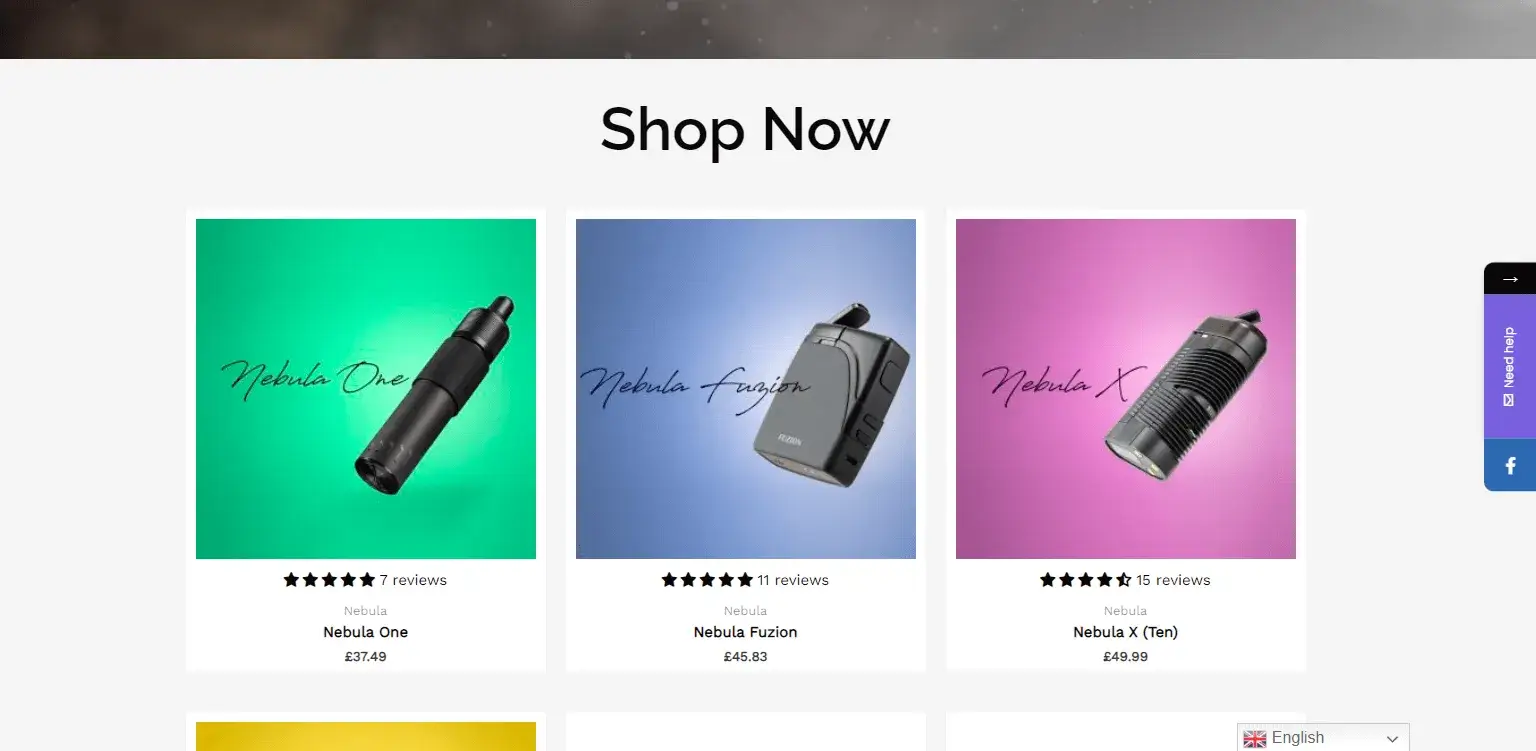 Shop Now
Nebula One
Nebula Fuzion
FUZION
Nebula X
7 reviews
11 reviews
15 reviews
Nebula
Nebula
Nebula
Nebula One
Nebula Fuzion
Nebula X (Ten)
£37.49
£45.83
£49.99
→
Need help
English